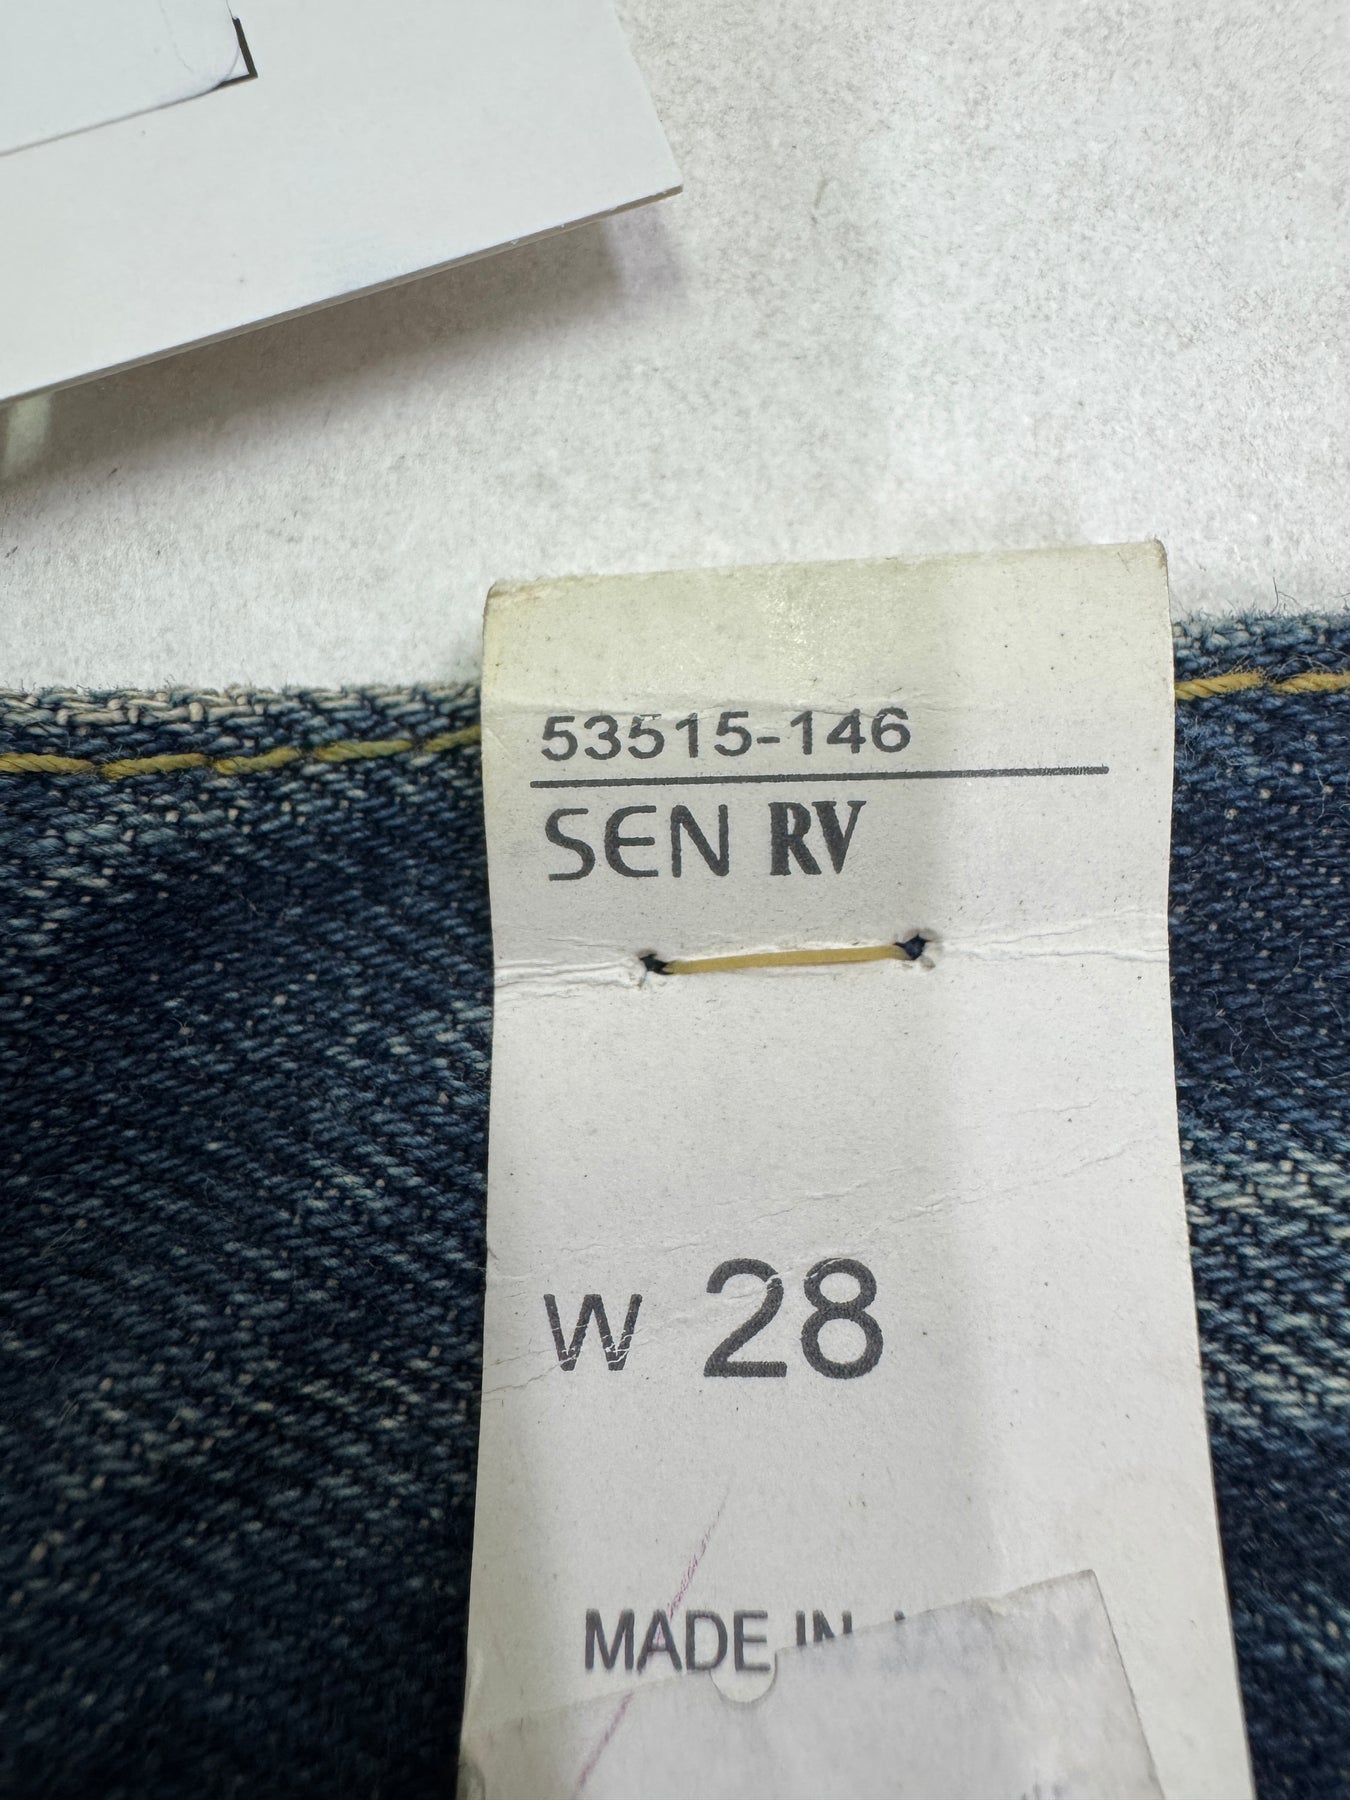 53515-146
SEN RV
W 28
MADE IN